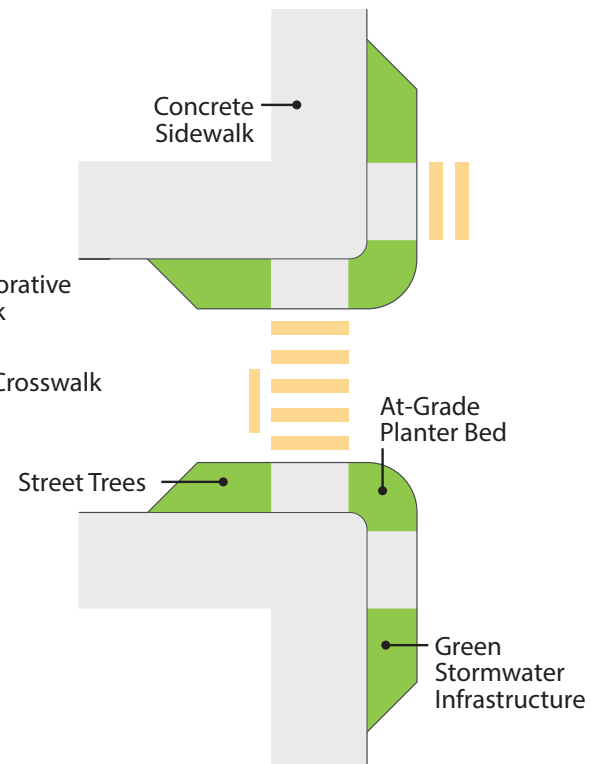 Concrete
Sidewalk
Crosswalk
At-Grade
Planter Bed
Street Trees
Green
Stormwater
Infrastructure